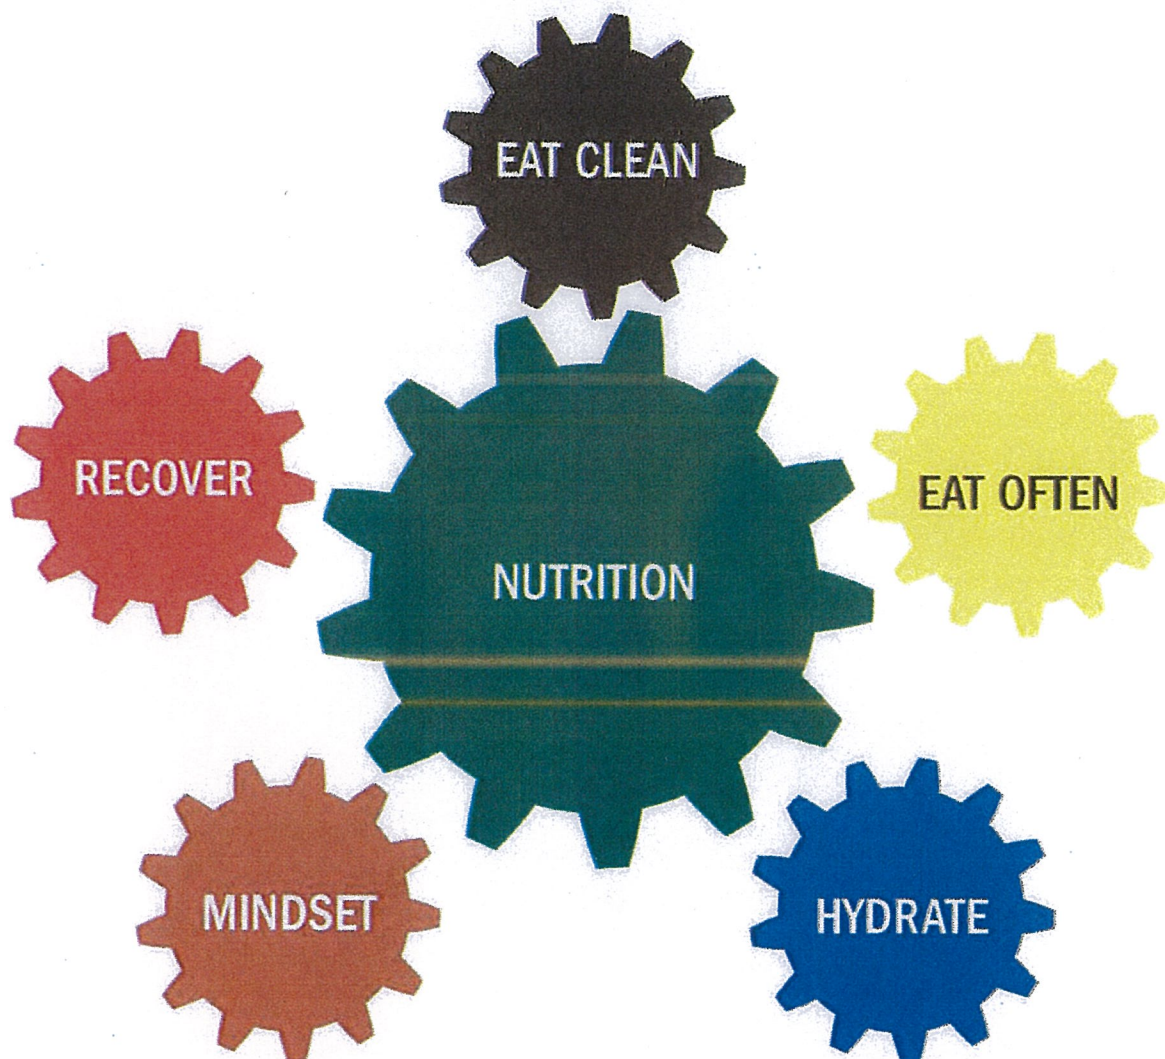 EAT CLEAN
RECOVER
EAT OFTEN
NUTRITION
MINDSET
HYDRATE